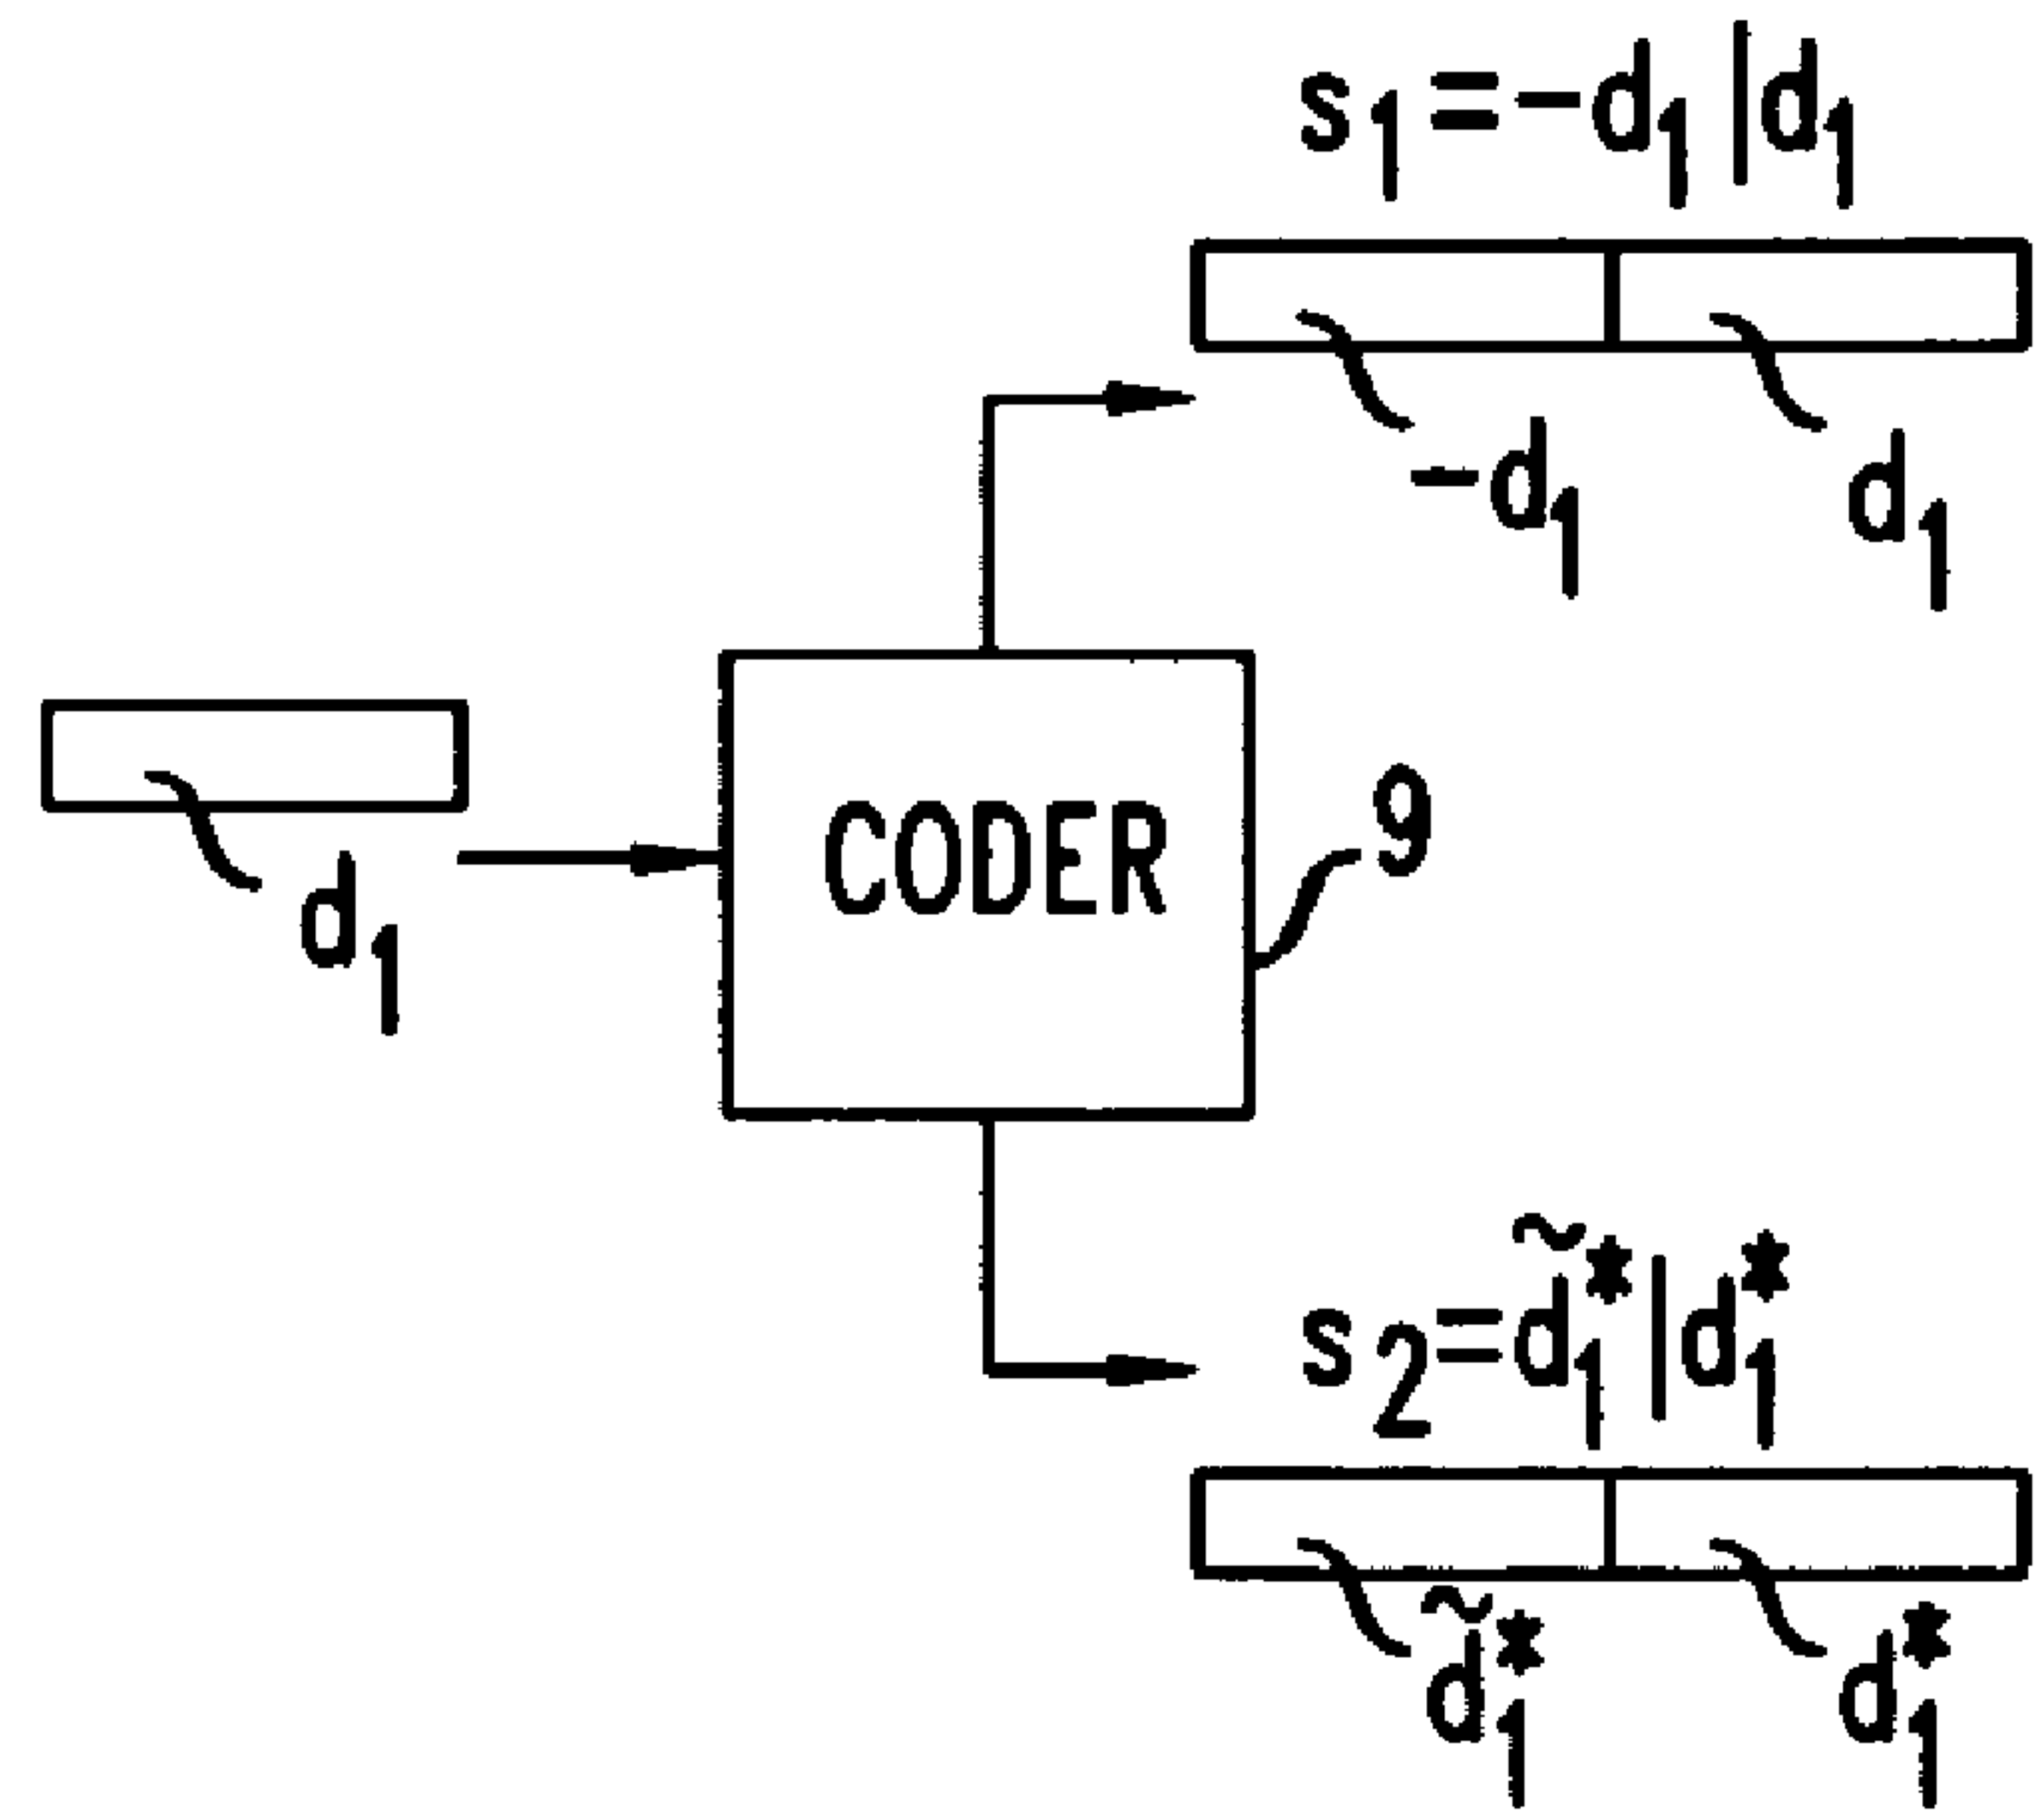 s₁=-d₁|d₁
-d₁ d₁
d₁
CODER
9
s₂=d̃₁*|d₁*
d̃₁* d₁*